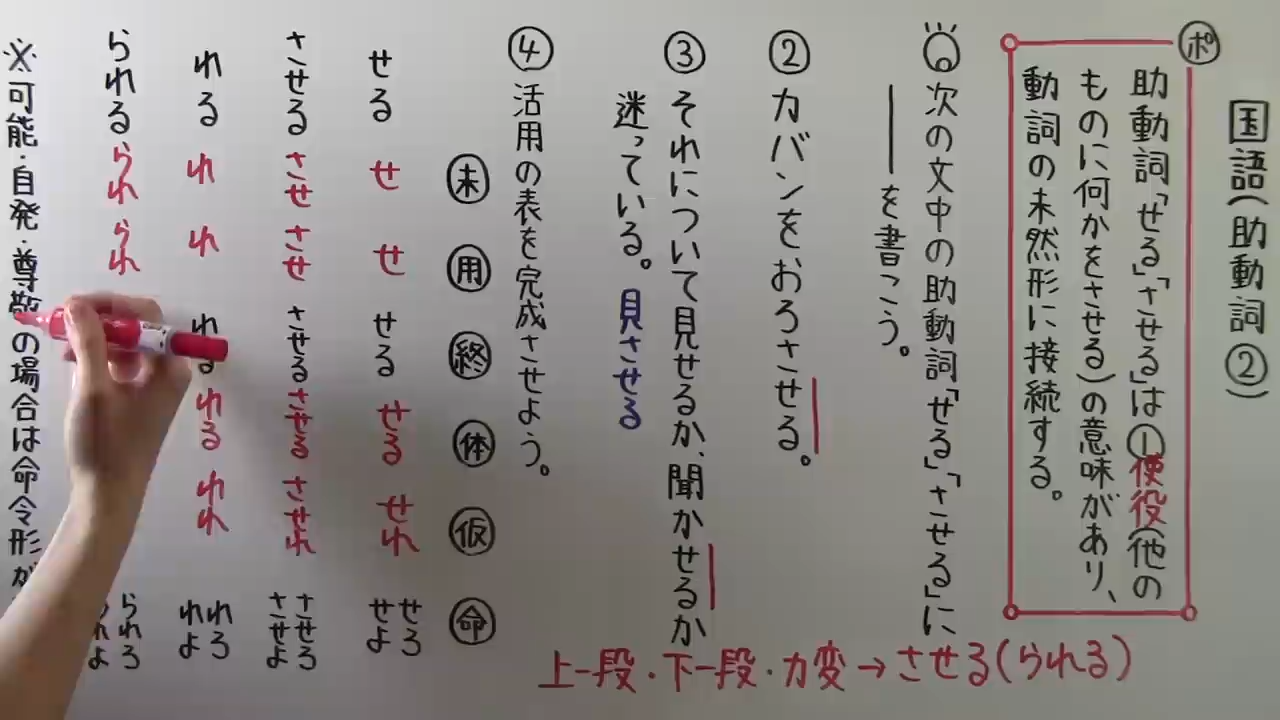 国語(助動詞②)
ポ
助動詞「せる」「させる」は①使役(他の
ものに何かをさせる)の意味があり、
動詞の未然形に接続する。
次の文中の助動詞「せる」、「させる」に
――を書こう。
②カバンをおろさせる。
③それについて見せるか、聞かせるか
迷っている。見させる
上一段・下一段・カ変→させる(られる)
④活用の表を完成させよう。
未 用 終 体 仮 命
せる せ せ せる せる せれ せろ せよ
させる させ させ させる させる させれ させろ させよ
れる れ れ れる れる れれ れろ れよ
られる られ られ られろ
※可能・自発・尊敬の場合は命令形が